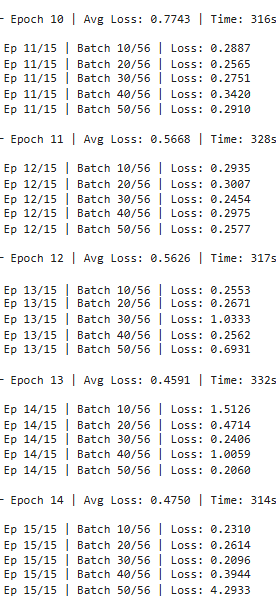 - Epoch 10 | Avg Loss: 0.7743 | Time: 316s
Ep 11/15 | Batch 10/56 | Loss: 0.2887
Ep 11/15 | Batch 20/56 | Loss: 0.2565
Ep 11/15 | Batch 30/56 | Loss: 0.2751
Ep 11/15 | Batch 40/56 | Loss: 0.3420
Ep 11/15 | Batch 50/56 | Loss: 0.2910
- Epoch 11 | Avg Loss: 0.5668 | Time: 328s
Ep 12/15 | Batch 10/56 | Loss: 0.2935
Ep 12/15 | Batch 20/56 | Loss: 0.3007
Ep 12/15 | Batch 30/56 | Loss: 0.2454
Ep 12/15 | Batch 40/56 | Loss: 0.2975
Ep 12/15 | Batch 50/56 | Loss: 0.2577
- Epoch 12 | Avg Loss: 0.5626 | Time: 317s
Ep 13/15 | Batch 10/56 | Loss: 0.2553
Ep 13/15 | Batch 20/56 | Loss: 0.2671
Ep 13/15 | Batch 30/56 | Loss: 1.0333
Ep 13/15 | Batch 40/56 | Loss: 0.2562
Ep 13/15 | Batch 50/56 | Loss: 0.6931
- Epoch 13 | Avg Loss: 0.4591 | Time: 332s
Ep 14/15 | Batch 10/56 | Loss: 1.5126
Ep 14/15 | Batch 20/56 | Loss: 0.4714
Ep 14/15 | Batch 30/56 | Loss: 0.2406
Ep 14/15 | Batch 40/56 | Loss: 1.0059
Ep 14/15 | Batch 50/56 | Loss: 0.2060
- Epoch 14 | Avg Loss: 0.4750 | Time: 314s
Ep 15/15 | Batch 10/56 | Loss: 0.2310
Ep 15/15 | Batch 20/56 | Loss: 0.2614
Ep 15/15 | Batch 30/56 | Loss: 0.2096
Ep 15/15 | Batch 40/56 | Loss: 0.3944
Ep 15/15 | Batch 50/56 | Loss: 4.2933